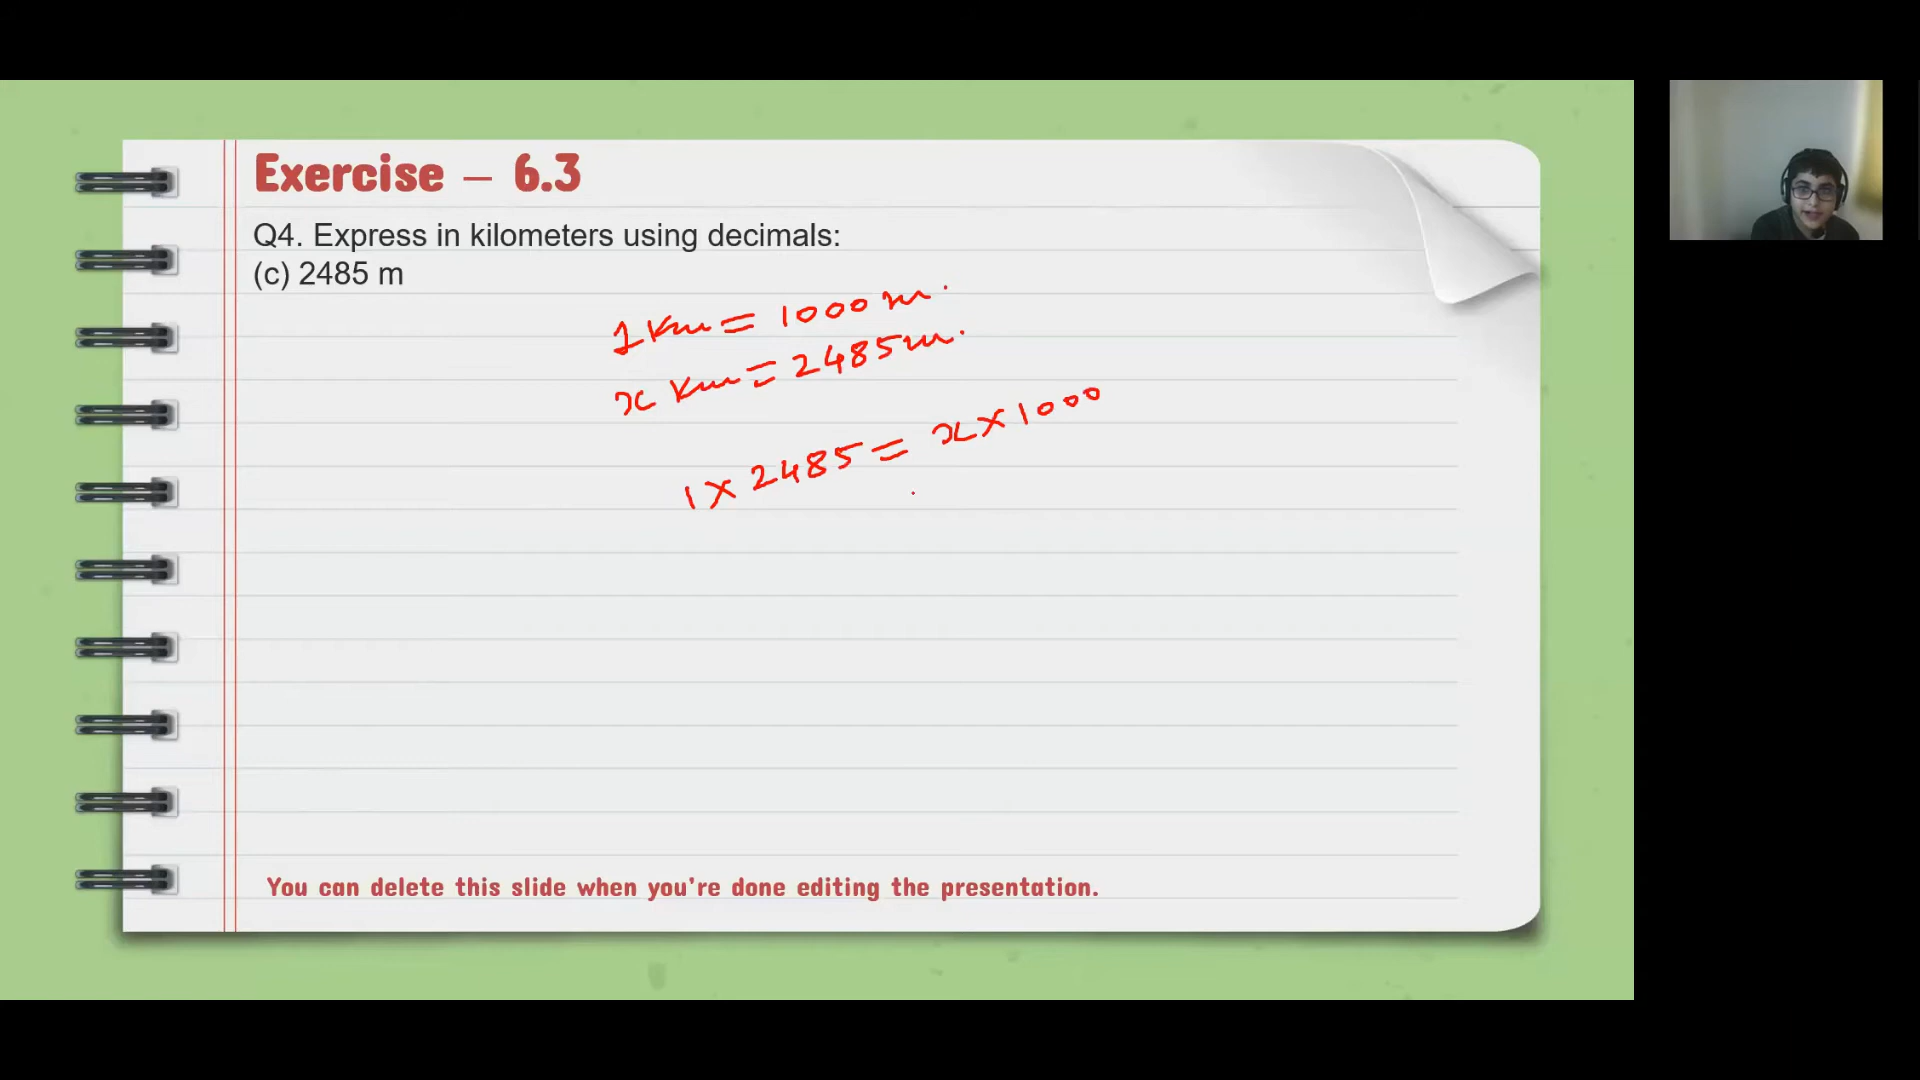 Exercise – 6.3
Q4. Express in kilometers using decimals:
(c) 2485 m
1 Km = 1000 m.
x Km = 2485 m.
1 × 2485 = x × 1000
You can delete this slide when you're done editing the presentation.